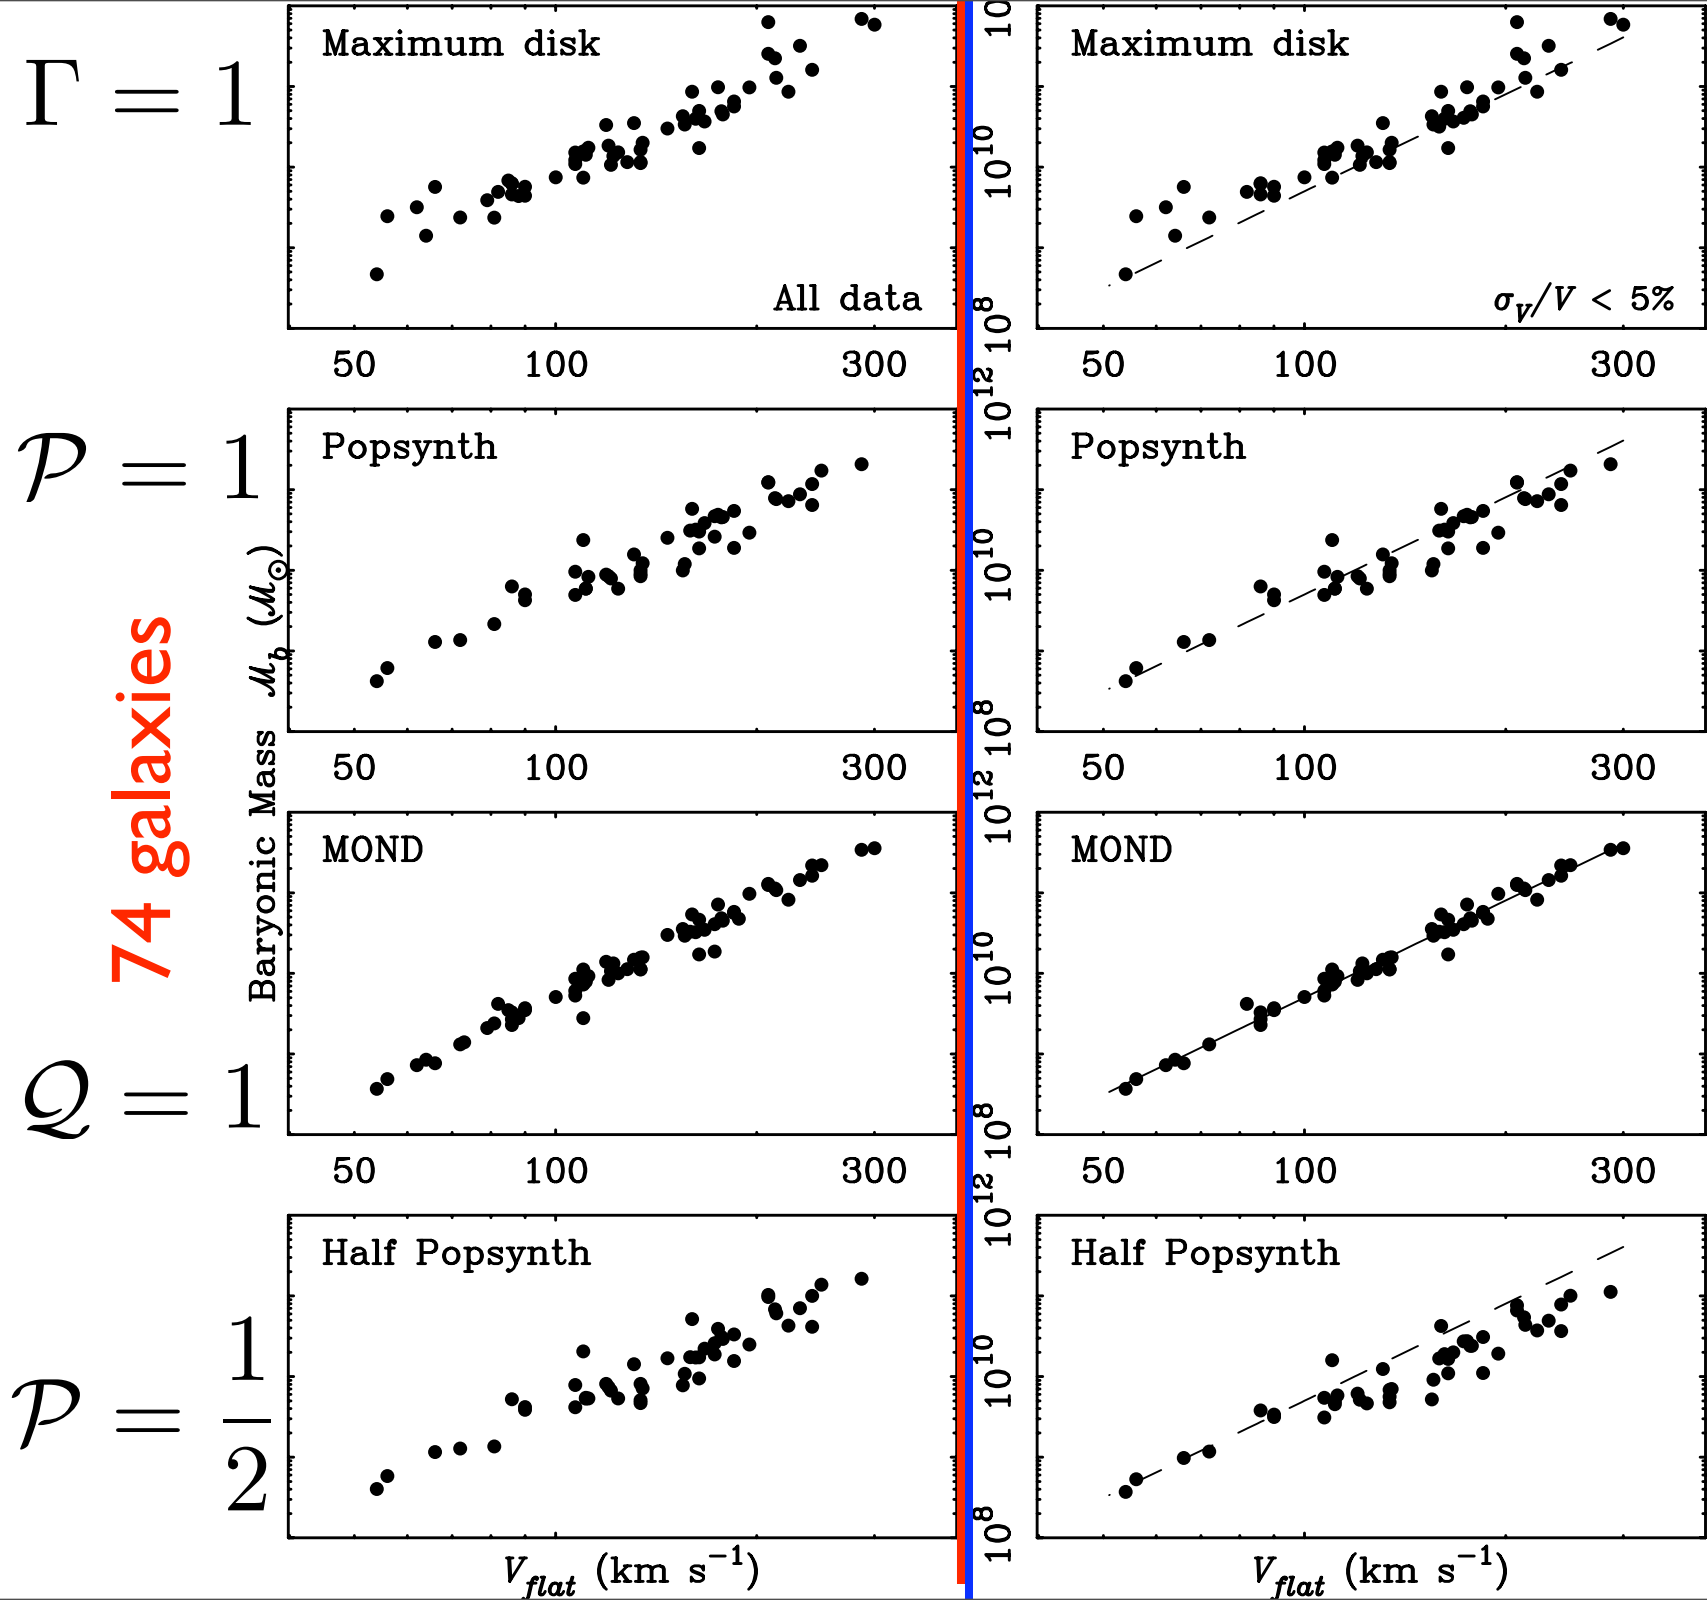 Γ = 1
Maximum disk
All data
50 100 300
10
10^10
10^8
Maximum disk
σ_V/V < 5%
50 100 300
𝒫 = 1
Popsynth
50 100 300
10^12
10^10
10^8
Popsynth
50 100 300
74 galaxies
Baryonic Mass ℳ_b (ℳ_⊙)
𝒬 = 1
MOND
50 100 300
10^12
10^10
10^8
MOND
50 100 300
𝒫 = 1/2
Half Popsynth
V_flat (km s^−1)
10^12
10^10
10^8
Half Popsynth
V_flat (km s^−1)